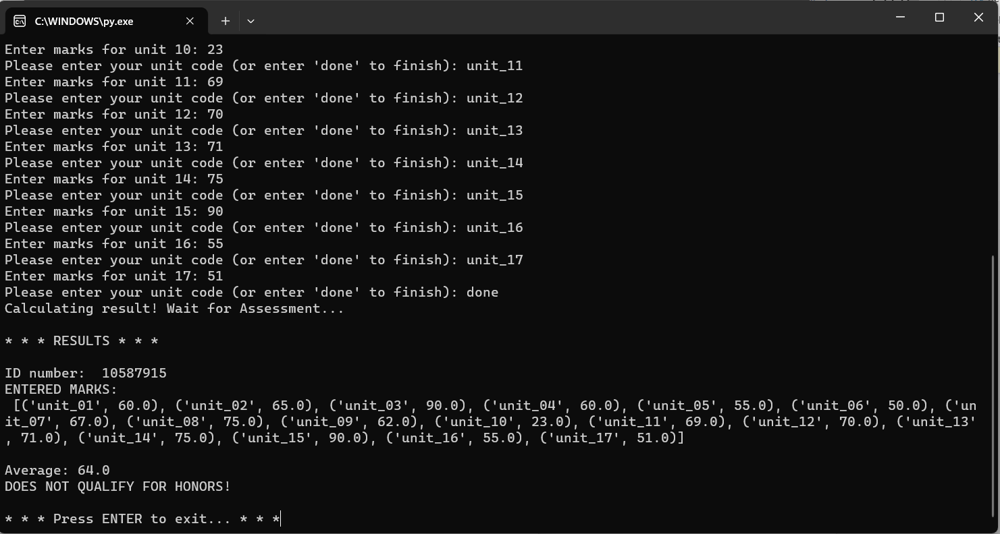 C:\WINDOWS\py.exe
Enter marks for unit 10: 23
Please enter your unit code (or enter 'done' to finish): unit_11
Enter marks for unit 11: 69
Please enter your unit code (or enter 'done' to finish): unit_12
Enter marks for unit 12: 70
Please enter your unit code (or enter 'done' to finish): unit_13
Enter marks for unit 13: 71
Please enter your unit code (or enter 'done' to finish): unit_14
Enter marks for unit 14: 75
Please enter your unit code (or enter 'done' to finish): unit_15
Enter marks for unit 15: 90
Please enter your unit code (or enter 'done' to finish): unit_16
Enter marks for unit 16: 55
Please enter your unit code (or enter 'done' to finish): unit_17
Enter marks for unit 17: 51
Please enter your unit code (or enter 'done' to finish): done
Calculating result! Wait for Assessment...
* * * RESULTS * * *
ID number:  10587915
ENTERED MARKS:
 [('unit_01', 60.0), ('unit_02', 65.0), ('unit_03', 90.0), ('unit_04', 60.0), ('unit_05', 55.0), ('unit_06', 50.0), ('un
it_07', 67.0), ('unit_08', 75.0), ('unit_09', 62.0), ('unit_10', 23.0), ('unit_11', 69.0), ('unit_12', 70.0), ('unit_13'
, 71.0), ('unit_14', 75.0), ('unit_15', 90.0), ('unit_16', 55.0), ('unit_17', 51.0)]
Average: 64.0
DOES NOT QUALIFY FOR HONORS!
* * * Press ENTER to exit... * * *